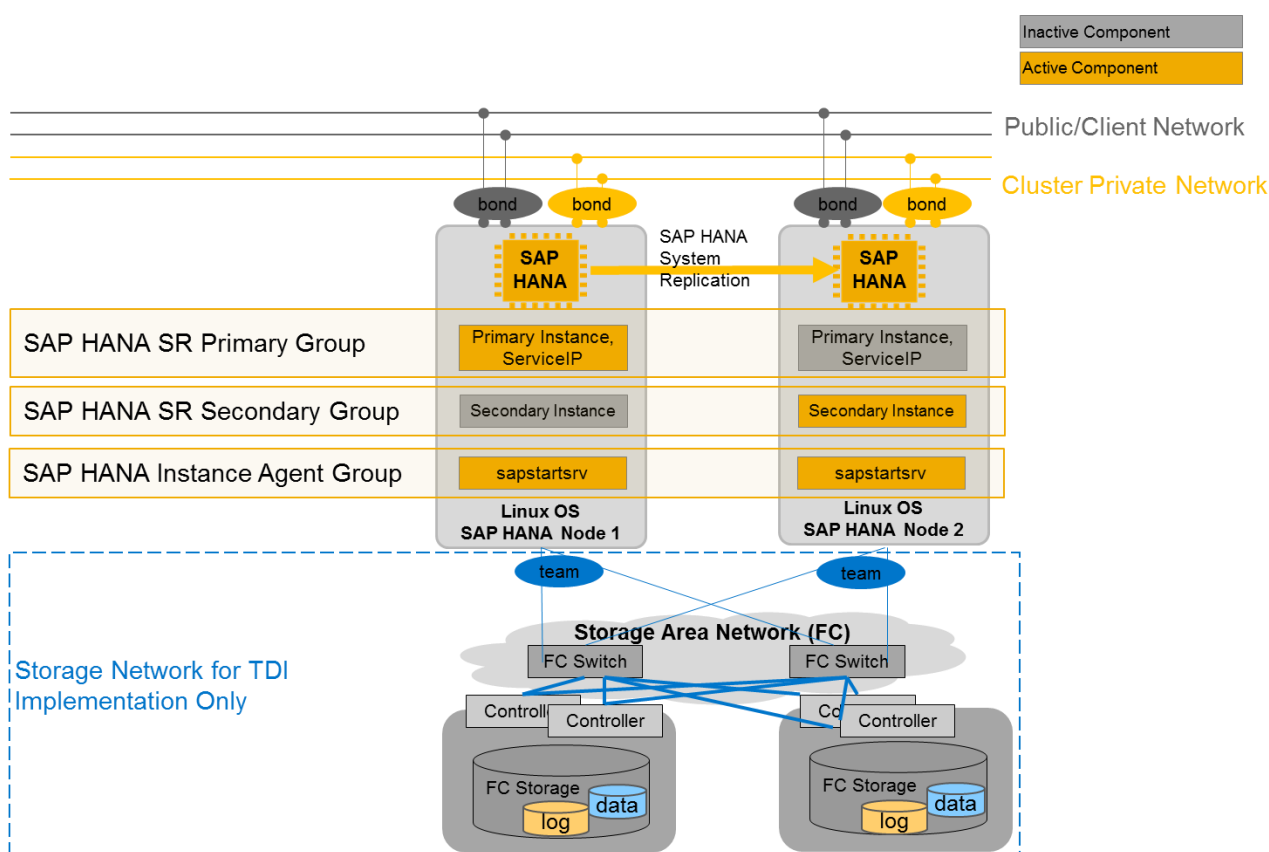 Inactive Component
Active Component
Public/Client Network
Cluster Private Network
bond
bond
bond
bond
SAP
HANA
SAP HANA
System
Replication
SAP
HANA
SAP HANA SR Primary Group
Primary Instance,
ServiceIP
Primary Instance,
ServiceIP
SAP HANA SR Secondary Group
Secondary Instance
Secondary Instance
SAP HANA Instance Agent Group
sapstartsrv
sapstartsrv
Linux OS
SAP HANA Node 1
Linux OS
SAP HANA Node 2
team
team
Storage Area Network (FC)
FC Switch
FC Switch
Storage Network for TDI
Implementation Only
Controller
Controller
FC Storage
data
log
Controller
FC Storage
data
log